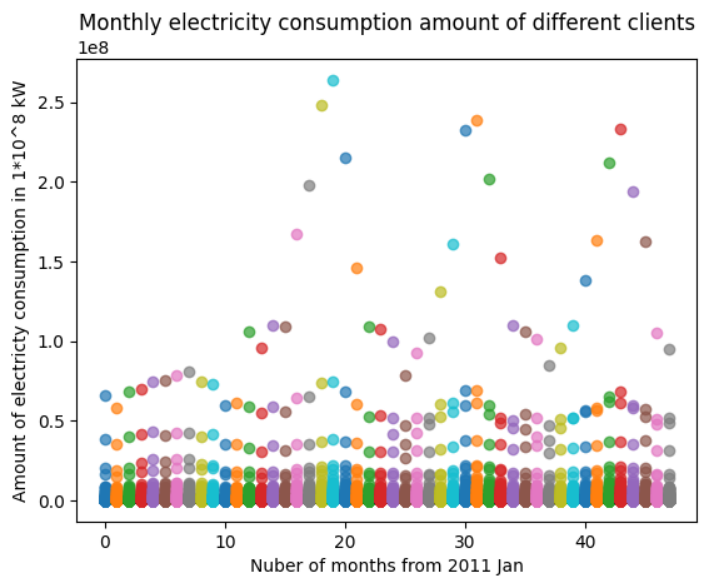 Monthly electricity consumption amount of different clients
1e8
Amount of electricty consumption in 1*10^8 kW
2.5
2.0
1.5
1.0
0.5
0.0
0 10 20 30 40
Nuber of months from 2011 Jan